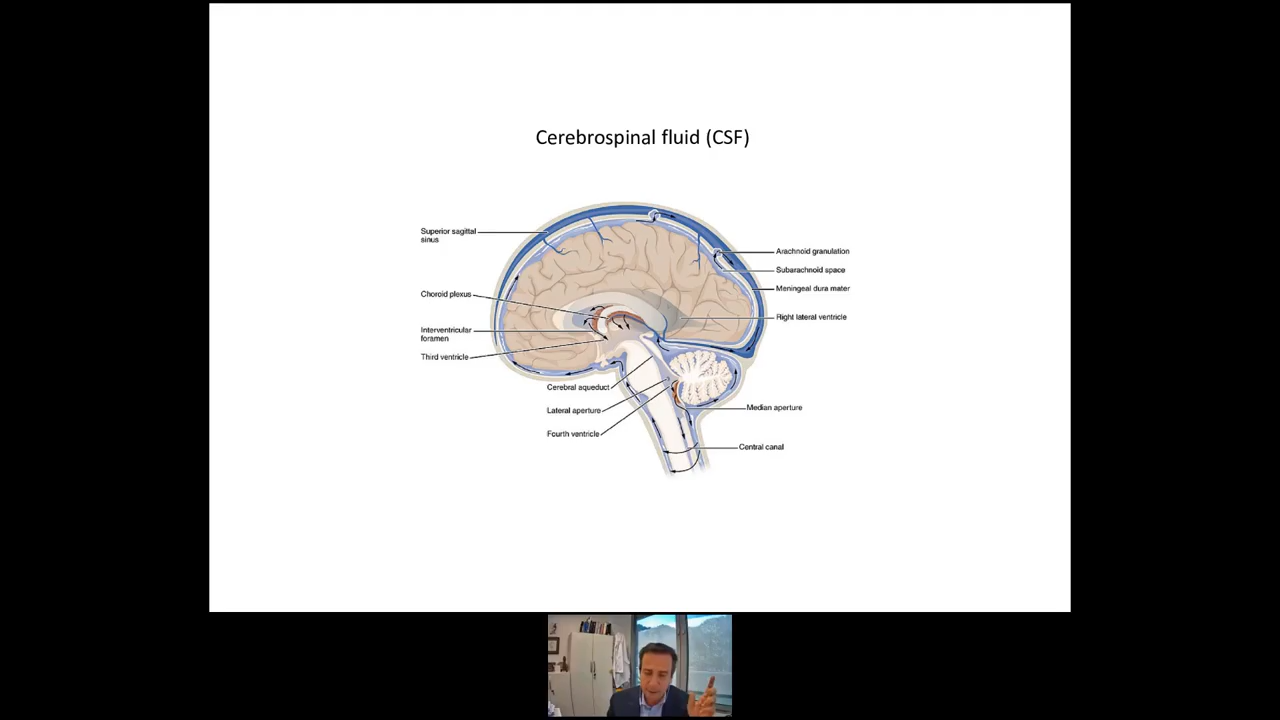 Cerebrospinal fluid (CSF)
Superior sagittal
sinus
Choroid plexus
Interventricular
foramen
Third ventricle
Cerebral aqueduct
Lateral aperture
Fourth ventricle
Arachnoid granulation
Subarachnoid space
Meningeal dura mater
Right lateral ventricle
Median aperture
Central canal